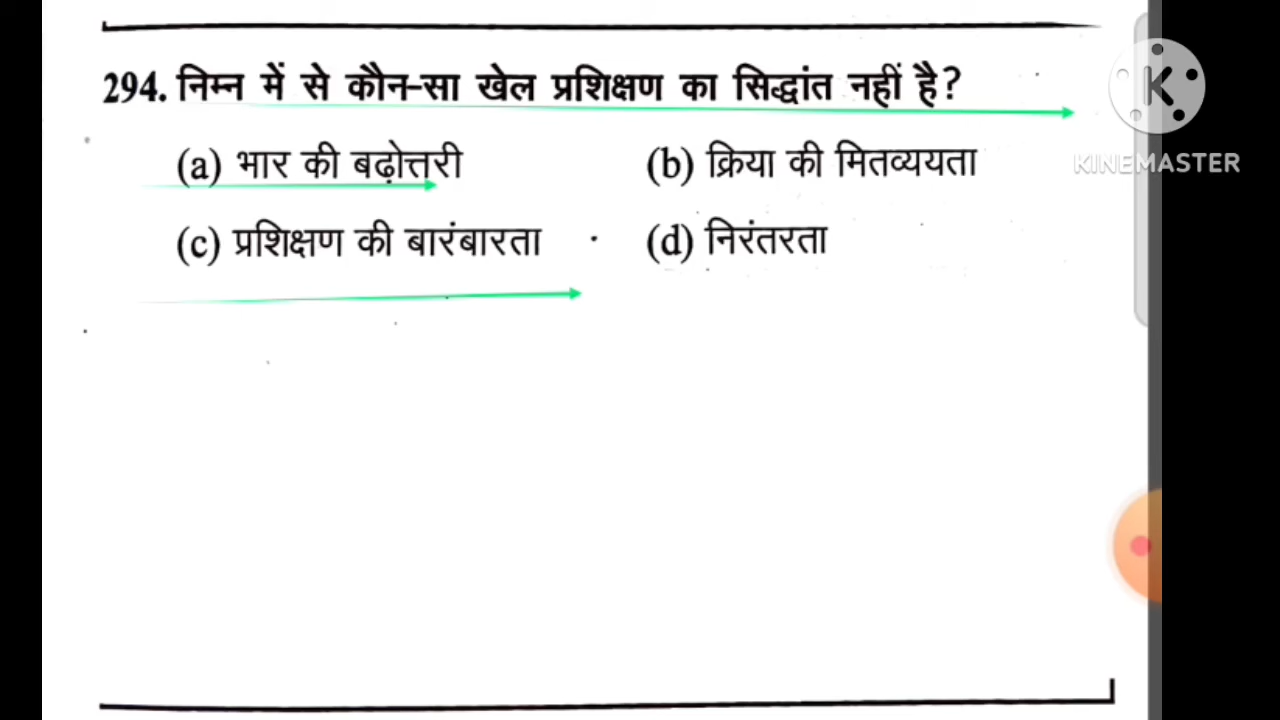 294. निम्न में से कौन-सा खेल प्रशिक्षण का सिद्धांत नहीं है?
(a) भार की बढ़ोत्तरी (b) क्रिया की मितव्ययता
(c) प्रशिक्षण की बारंबारता (d) निरंतरता
K
KINEMASTER